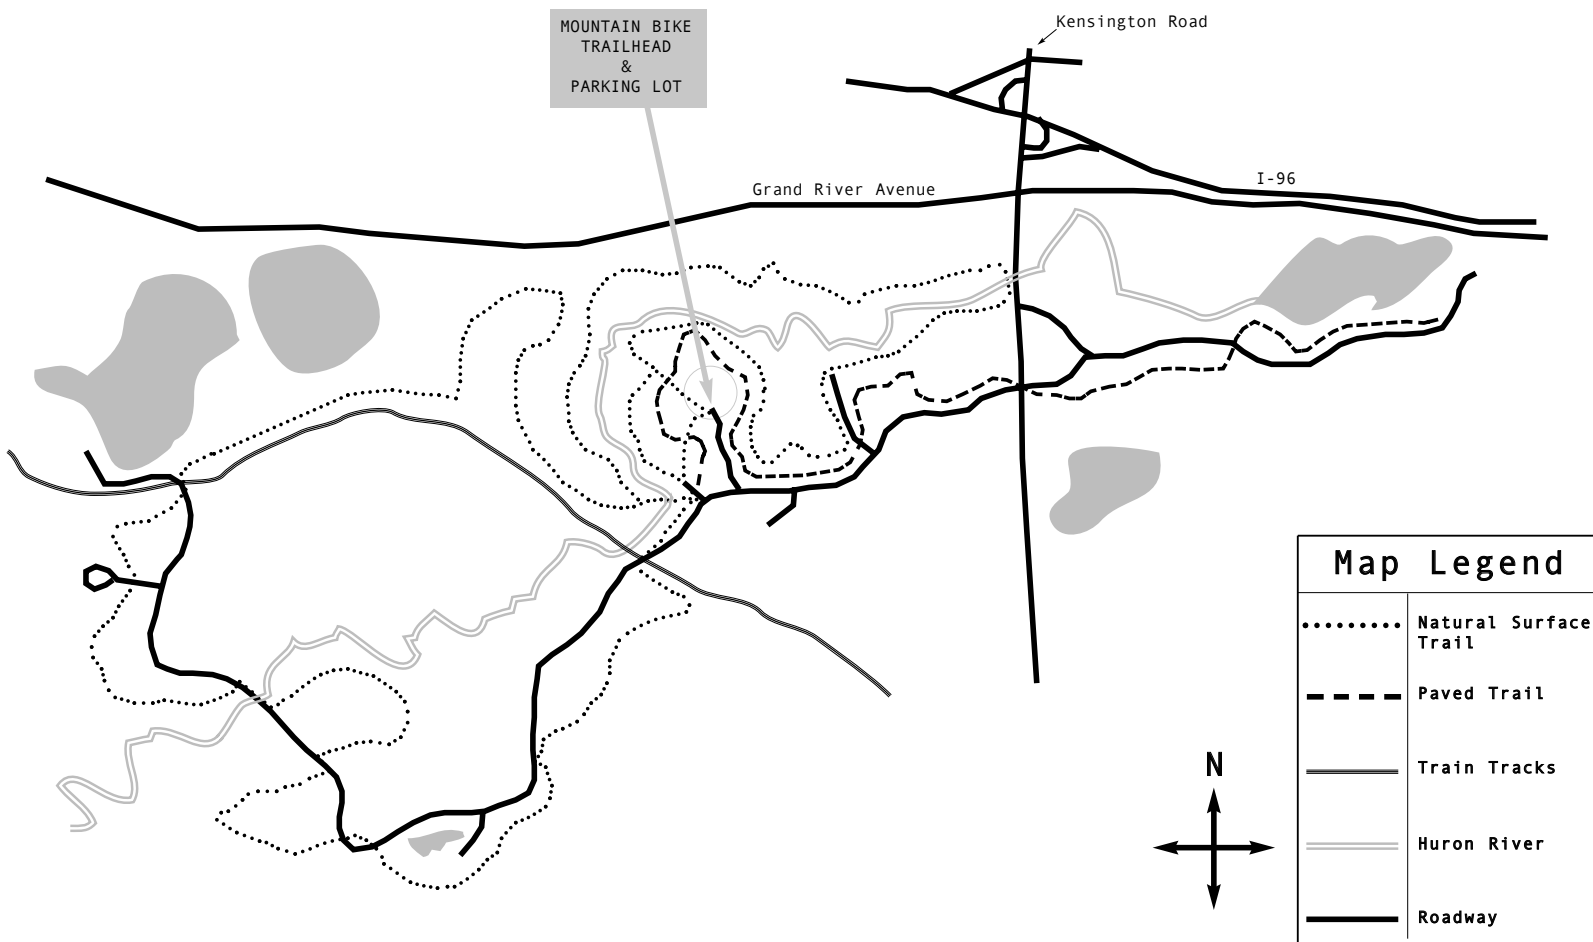 MOUNTAIN BIKE
TRAILHEAD
&
PARKING LOT
Kensington Road
Grand River Avenue
I-96
N
Map Legend
Natural Surface
Trail
Paved Trail
Train Tracks
Huron River
Roadway